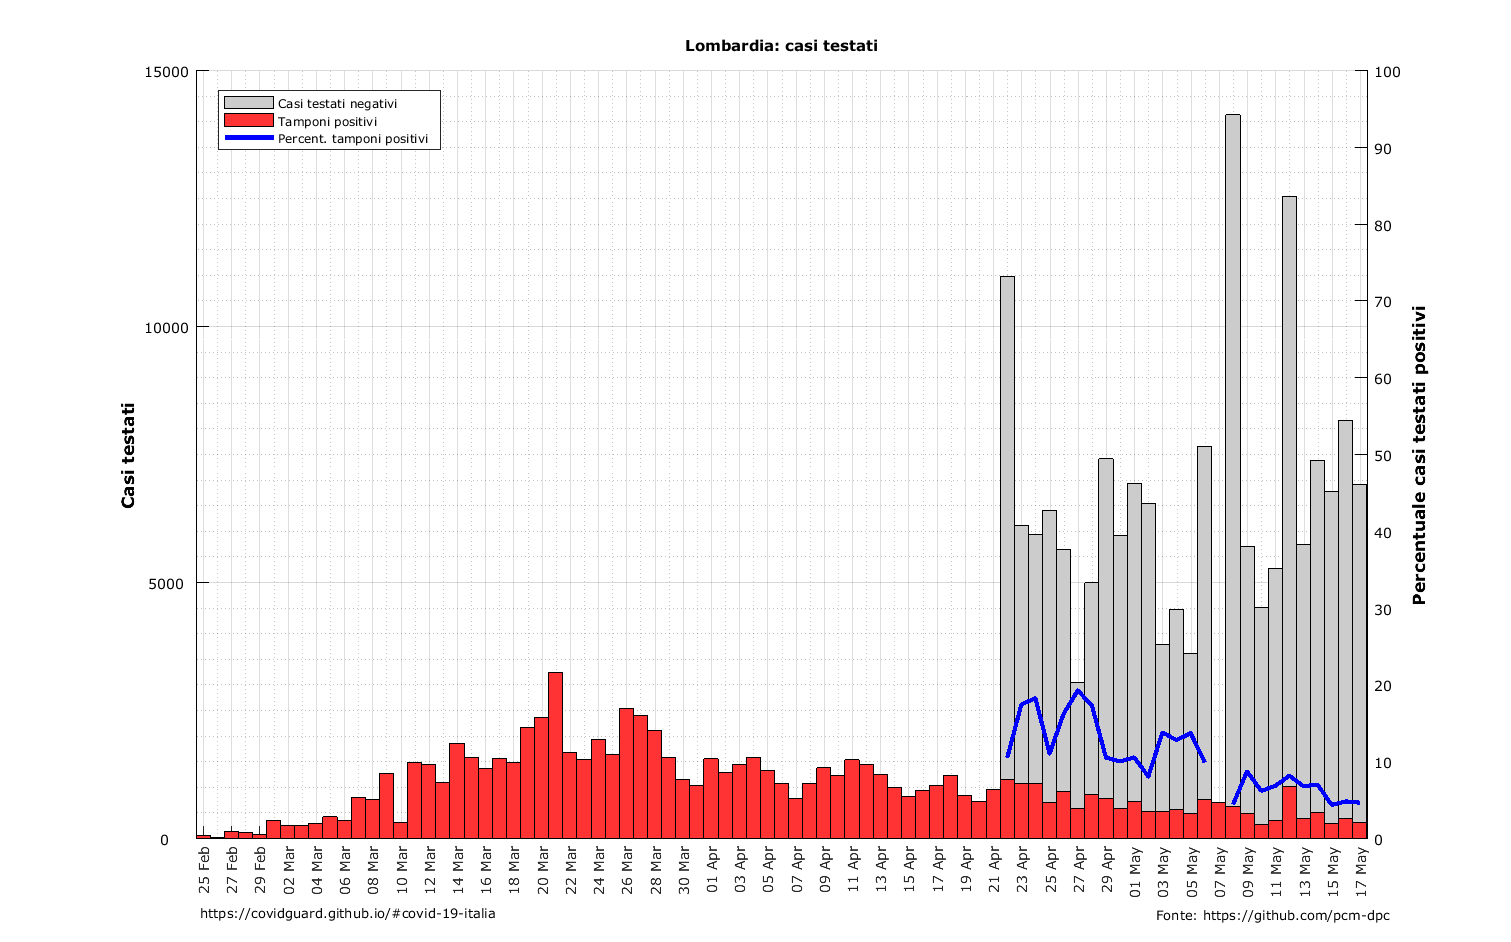 Lombardia: casi testati
Casi testati negativi
Tamponi positivi
Percent. tamponi positivi
Casi testati
15000
10000
5000
0
Percentuale casi testati positivi
100
90
80
70
60
50
40
30
20
10
0
25 Feb
27 Feb
29 Feb
02 Mar
04 Mar
06 Mar
08 Mar
10 Mar
12 Mar
14 Mar
16 Mar
18 Mar
20 Mar
22 Mar
24 Mar
26 Mar
28 Mar
30 Mar
01 Apr
03 Apr
05 Apr
07 Apr
09 Apr
11 Apr
13 Apr
15 Apr
17 Apr
19 Apr
21 Apr
23 Apr
25 Apr
27 Apr
29 Apr
01 May
03 May
05 May
07 May
09 May
11 May
13 May
15 May
17 May
https://covidguard.github.io/#covid-19-italia
Fonte: https://github.com/pcm-dpc